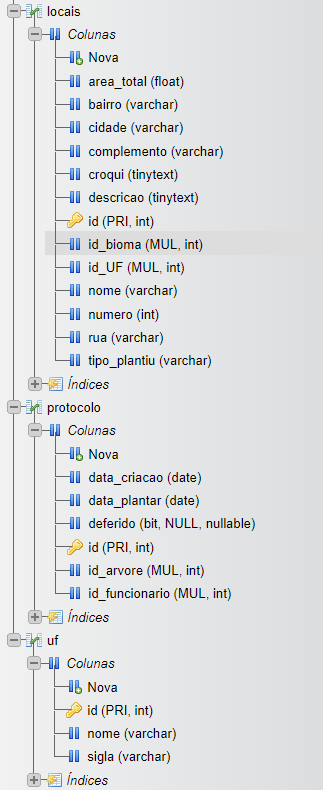 locais
Colunas
Nova
area_total (float)
bairro (varchar)
cidade (varchar)
complemento (varchar)
croqui (tinytext)
descricao (tinytext)
id (PRI, int)
id_bioma (MUL, int)
id_UF (MUL, int)
nome (varchar)
numero (int)
rua (varchar)
tipo_plantiu (varchar)
Índices
protocolo
Colunas
Nova
data_criacao (date)
data_plantar (date)
deferido (bit, NULL, nullable)
id (PRI, int)
id_arvore (MUL, int)
id_funcionario (MUL, int)
Índices
uf
Colunas
Nova
id (PRI, int)
nome (varchar)
sigla (varchar)
Índices